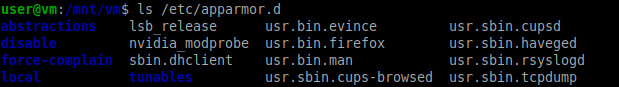 user@vm:/mnt/vm$ ls /etc/apparmor.d
abstractions lsb_release usr.bin.evince usr.sbin.cupsd
disable nvidia_modprobe usr.bin.firefox usr.sbin.haveged
force-complain sbin.dhclient usr.bin.man usr.sbin.rsyslogd
local tunables usr.sbin.cups-browsed usr.sbin.tcpdump